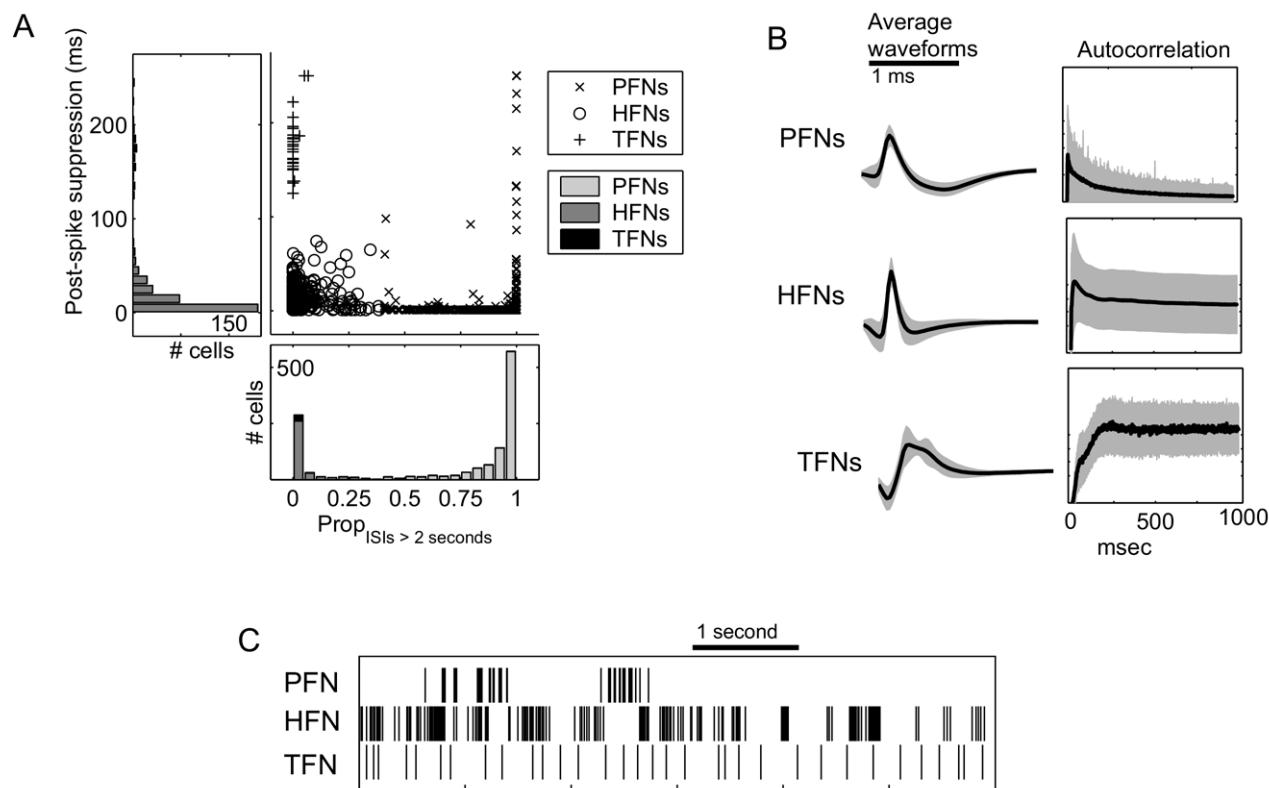 A
Post-spike suppression (ms)
200
100
0
150
# cells
× PFNs
○ HFNs
+ TFNs
PFNs
HFNs
TFNs
500
# cells
0 0.25 0.5 0.75 1
Prop ISIs > 2 seconds
B
Average
waveforms
1 ms
Autocorrelation
PFNs
HFNs
TFNs
0 500 1000
msec
C
1 second
PFN
HFN
TFN